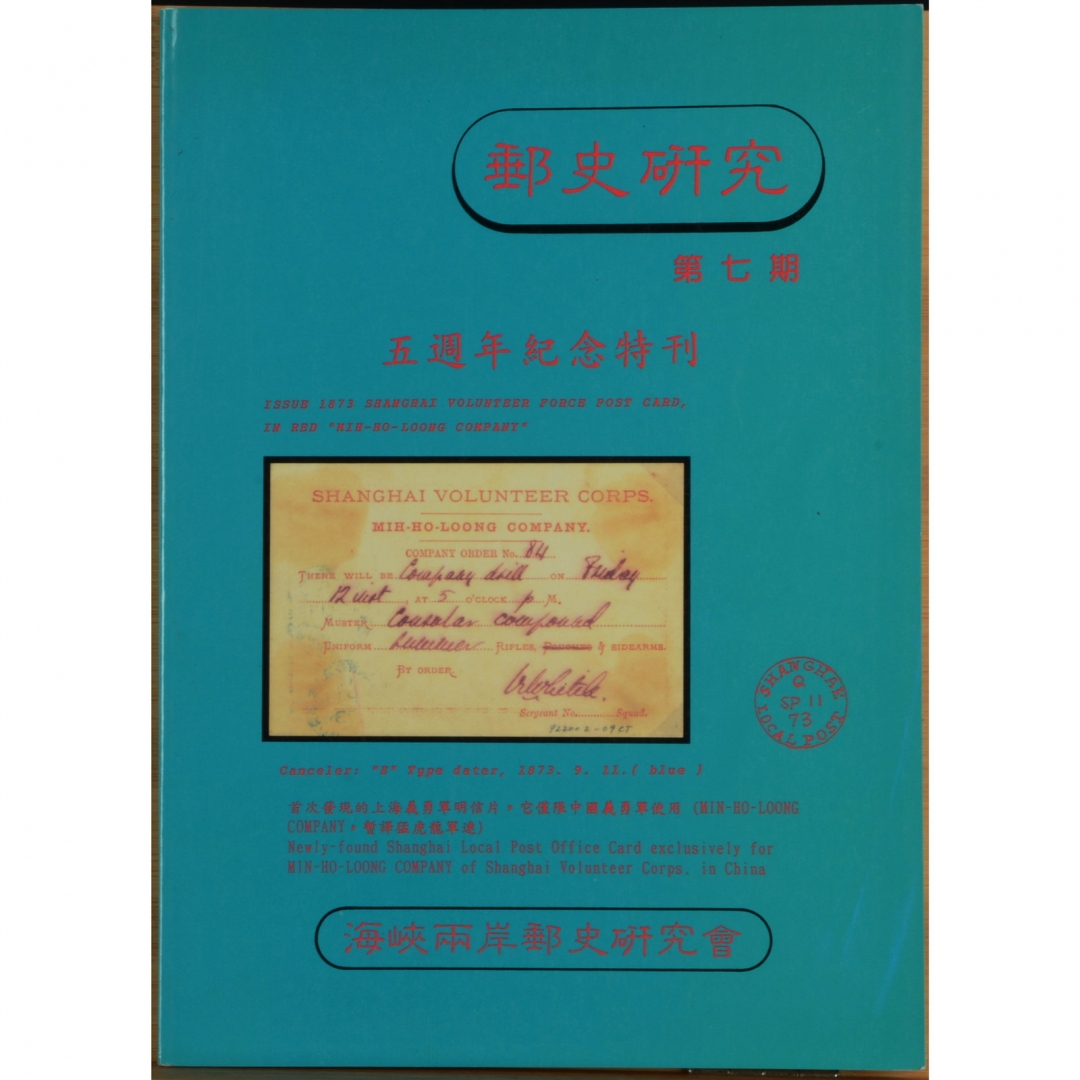 郵史研究
第七期
五週年紀念特刊
ISSUE 1873 SHANGHAI VOLUNTEER FORCE POST CARD,
IN RED "MIH-HO-LOONG COMPANY"
SHANGHAI VOLUNTEER CORPS.
MIH-HO-LOONG COMPANY.
COMPANY ORDER No. 84
THERE WILL BE Company drill ON Friday
12 inst, AT 5 O'CLOCK P M.
MUSTER Consular compound
UNIFORM Summer RIFLES, & SIDEARMS.
BY ORDER,
Sergeant No. Squad.
SHANGHAI
Q
SP 11
73
LOCAL POST
Cancelor: "N" Type dater, 1873. 9. 11.( blue )
首次發現的上海義勇軍明信片，它僅限中國義勇軍使用 (MIN-HO-LOONG
COMPANY，暫譯猛虎龍軍連)
Newly-found Shanghai Local Post Office Card exclusively for
MIN-HO-LOONG COMPANY of Shanghai Volunteer Corps. in China
海峽兩岸郵史研究會